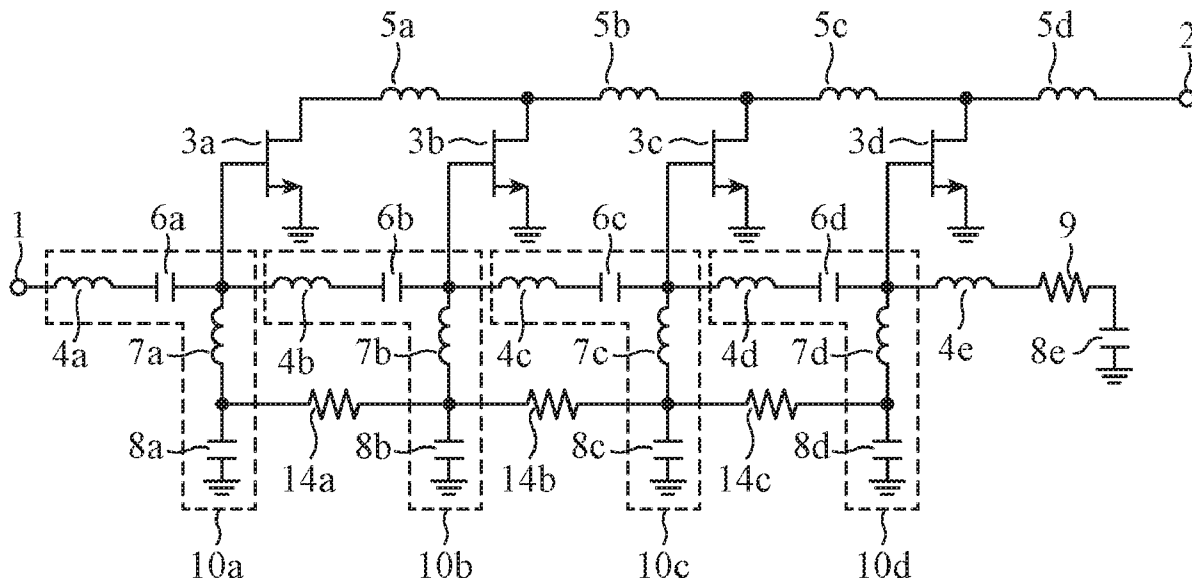 5a 5b 5c 5d 2
3a 3b 3c 3d
1 6a 6b 6c 6d 9
4a 7a 4b 7b 4c 7c 4d 7d 4e 8e
8a 14a 8b 14b 8c 14c 8d
10a 10b 10c 10d